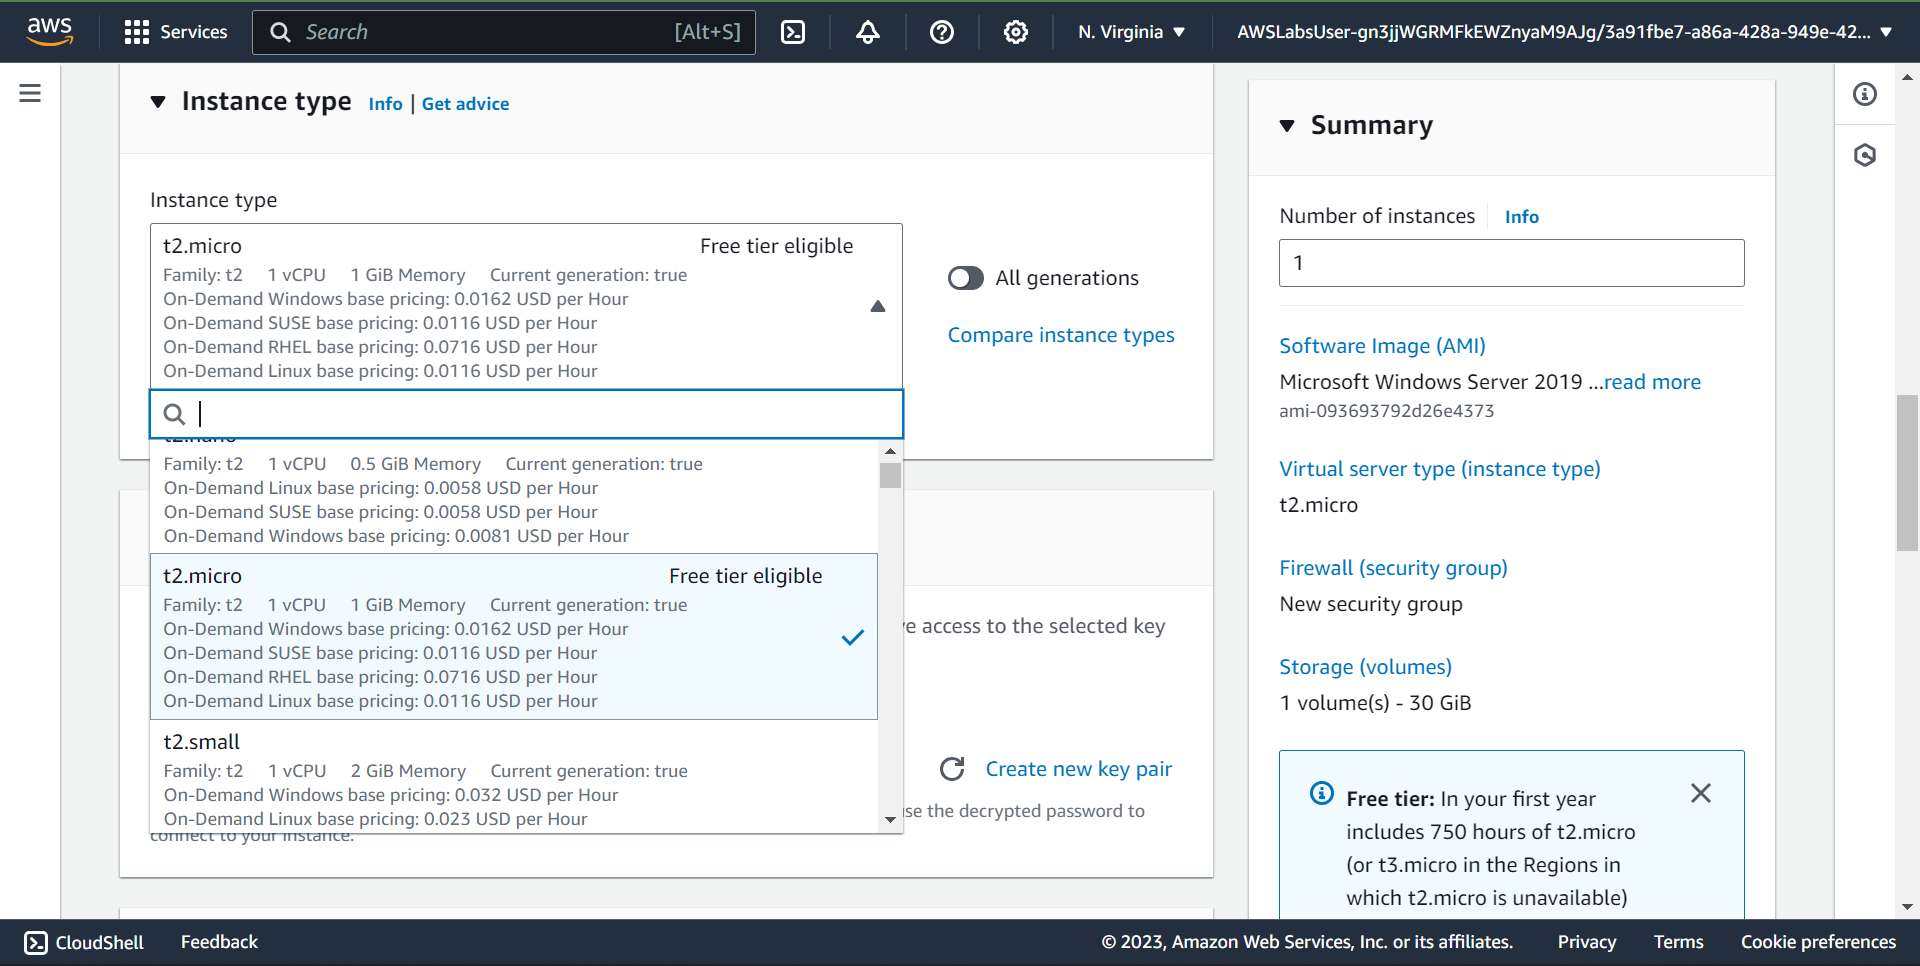 aws
Services
Search [Alt+S]
N. Virginia
AWSLabsUser-gn3jjWGRMFkEWZnyaM9AJg/3a91fbe7-a86a-428a-949e-42...
Instance type Info | Get advice
Instance type
t2.micro Free tier eligible
Family: t2 1 vCPU 1 GiB Memory Current generation: true
On-Demand Windows base pricing: 0.0162 USD per Hour
On-Demand SUSE base pricing: 0.0116 USD per Hour
On-Demand RHEL base pricing: 0.0716 USD per Hour
On-Demand Linux base pricing: 0.0116 USD per Hour
All generations
Compare instance types
t2.nano
Family: t2 1 vCPU 0.5 GiB Memory Current generation: true
On-Demand Linux base pricing: 0.0058 USD per Hour
On-Demand SUSE base pricing: 0.0058 USD per Hour
On-Demand Windows base pricing: 0.0081 USD per Hour
t2.micro Free tier eligible
Family: t2 1 vCPU 1 GiB Memory Current generation: true
On-Demand Windows base pricing: 0.0162 USD per Hour
On-Demand SUSE base pricing: 0.0116 USD per Hour
On-Demand RHEL base pricing: 0.0716 USD per Hour
On-Demand Linux base pricing: 0.0116 USD per Hour
t2.small
Family: t2 1 vCPU 2 GiB Memory Current generation: true
On-Demand Windows base pricing: 0.032 USD per Hour
On-Demand Linux base pricing: 0.023 USD per Hour
access to the selected key
Create new key pair
the decrypted password to
connect to your instance.
Summary
Number of instances Info
1
Software Image (AMI)
Microsoft Windows Server 2019 ...read more
ami-093693792d26e4373
Virtual server type (instance type)
t2.micro
Firewall (security group)
New security group
Storage (volumes)
1 volume(s) - 30 GiB
Free tier: In your first year
includes 750 hours of t2.micro
(or t3.micro in the Regions in
which t2.micro is unavailable)
CloudShell Feedback © 2023, Amazon Web Services, Inc. or its affiliates. Privacy Terms Cookie preferences